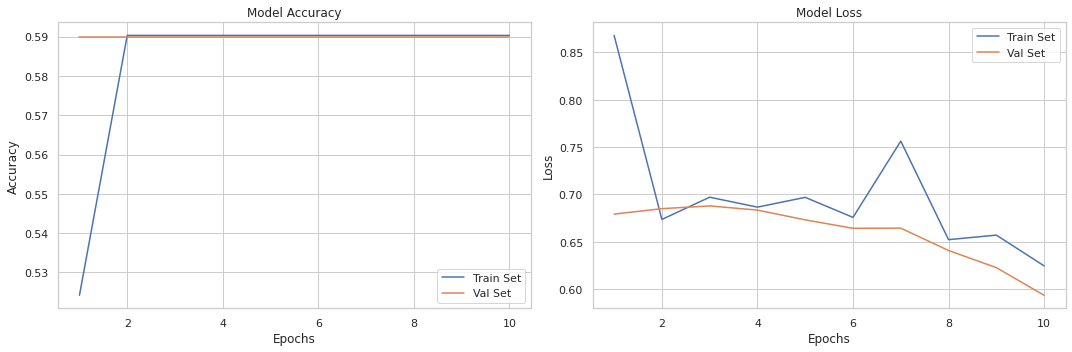 Model Accuracy
Accuracy
0.59
0.58
0.57
0.56
0.55
0.54
0.53
2
4
6
8
10
Epochs
Train Set
Val Set
Model Loss
Loss
0.85
0.80
0.75
0.70
0.65
0.60
2
4
6
8
10
Epochs
Train Set
Val Set